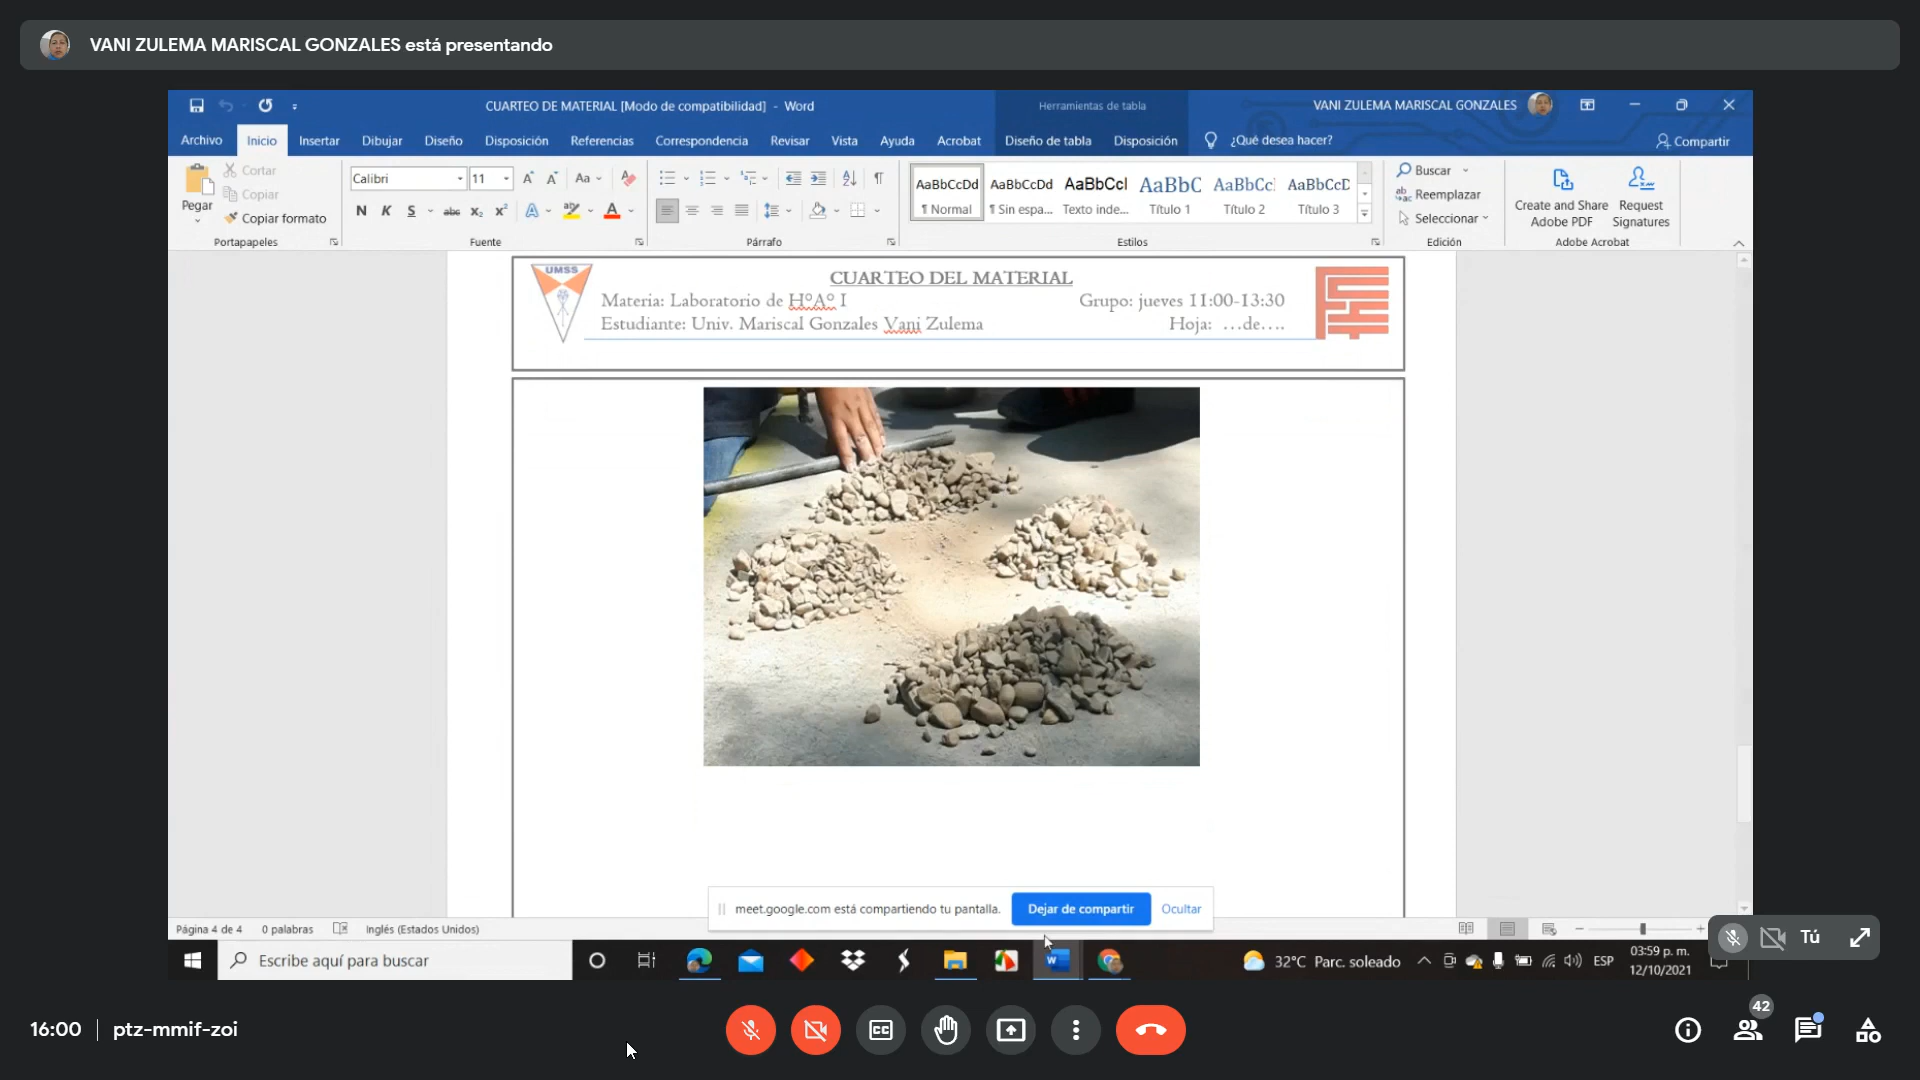 VANI ZULEMA MARISCAL GONZALES está presentando
CUARTEO DE MATERIAL [Modo de compatibilidad] - Word
Herramientas de tabla
VANI ZULEMA MARISCAL GONZALES
Archivo Inicio Insertar Dibujar Diseño Disposición Referencias Correspondencia Revisar Vista Ayuda Acrobat Diseño de tabla Disposición ¿Qué desea hacer? Compartir
Pegar
Cortar
Copiar
Copiar formato
Portapapeles
Calibri 11
Aa
N K S abc x₂ x² A A
Fuente
Párrafo
AaBbCcDd AaBbCcDd AaBbCcI AaBbC AaBbCc AaBbCcD
¶ Normal ¶ Sin espa... Texto inde... Título 1 Título 2 Título 3
Estilos
Buscar
Reemplazar
Seleccionar
Edición
Create and Share Adobe PDF
Request Signatures
Adobe Acrobat
UMSS
CUARTEO DEL MATERIAL
Materia: Laboratorio de HºAº I Grupo: jueves 11:00-13:30
Estudiante: Univ. Mariscal Gonzales Vani Zulema Hoja: …de….
meet.google.com está compartiendo tu pantalla. Dejar de compartir Ocultar
Página 4 de 4 0 palabras Inglés (Estados Unidos)
Tú
Escribe aquí para buscar
32°C Parc. soleado
ESP
03:59 p. m.
12/10/2021
16:00 | ptz-mmif-zoi
CC
42